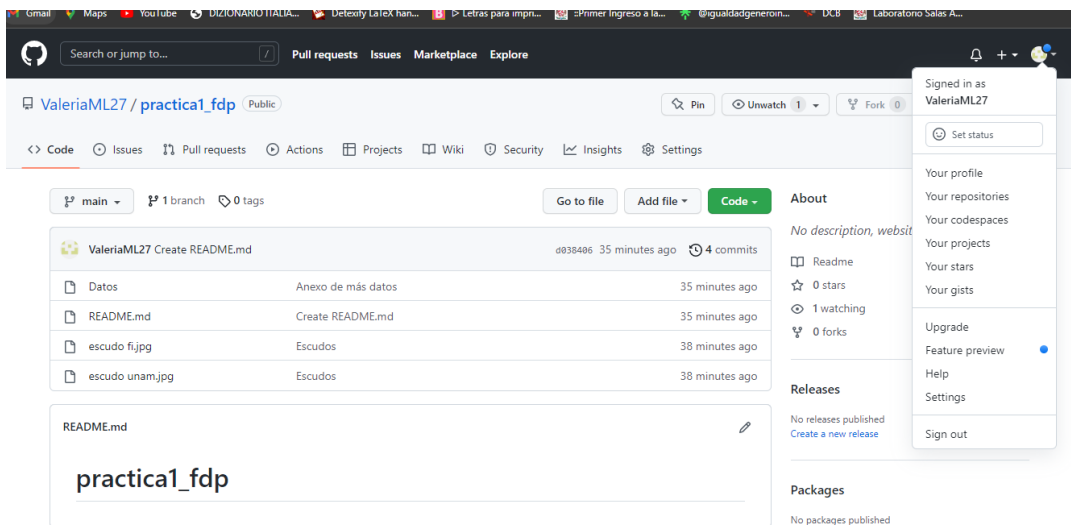 Gmail Maps YouTube DIZIONARIO ITALIA... Detexify LaTeX han... Letras para impri... ::Primer Ingreso a la... @igualdadgeneroin... DCB Laboratorio Salas A...
Search or jump to... / Pull requests Issues Marketplace Explore
ValeriaML27 / practica1_fdp Public
Pin Unwatch 1 Fork 0
Code Issues Pull requests Actions Projects Wiki Security Insights Settings
main 1 branch 0 tags Go to file Add file Code
ValeriaML27 Create README.md d038406 35 minutes ago 4 commits
Datos Anexo de más datos 35 minutes ago
README.md Create README.md 35 minutes ago
escudo fi.jpg Escudos 38 minutes ago
escudo unam.jpg Escudos 38 minutes ago
README.md
practica1_fdp
About
No description, websit
Readme
0 stars
1 watching
0 forks
Releases
No releases published
Create a new release
Packages
No packages published
Signed in as
ValeriaML27
Set status
Your profile
Your repositories
Your codespaces
Your projects
Your stars
Your gists
Upgrade
Feature preview
Help
Settings
Sign out